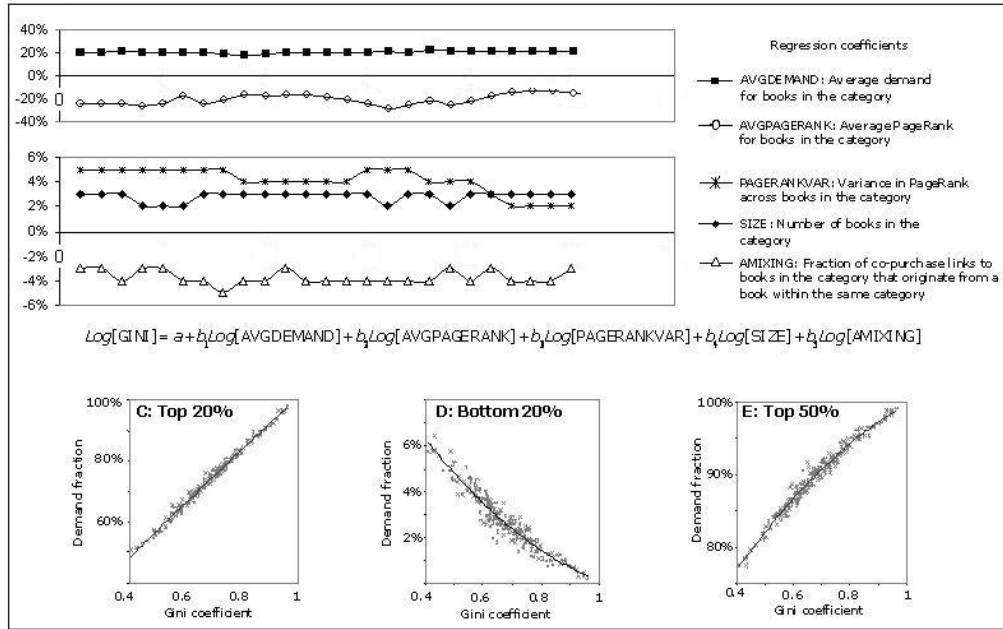 40%
20%
0%
-20%
0
-40%
6%
4%
2%
0%
-2%
0
-4%
-6%
Regression coefficients
AVGDEMAND: Average demand
for books in the category
AVGPAGERANK: Average PageRank
for books in the category
PAGERANKVAR: Variance in PageRank
across books in the category
SIZE: Number of books in the
category
AMIXING: Fraction of co-purchase links to
books in the category that originate from a
book within the same category
Log[GINI] = a + b1Log[AVGDEMAND] + b2Log[AVGPAGERANK] + b3Log[PAGERANKVAR] + b4Log[SIZE] + b5Log[AMIXING]
C: Top 20%
100%
80%
60%
Demand fraction
0.4 0.6 0.8 1
Gini coefficient
D: Bottom 20%
6%
4%
2%
Demand fraction
0.4 0.6 0.8 1
Gini coefficient
E: Top 50%
100%
90%
80%
Demand fraction
0.4 0.6 0.8 1
Gini coefficient